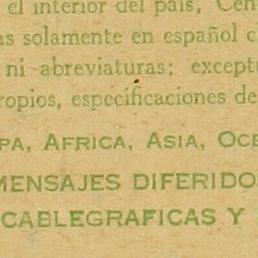 el interior del país, Cen
as solamente en español c
ni abreviaturas; except
ropios, especificaciones de
PA, AFRICA, ASIA, OCE
MENSAJES DIFERIDO
CABLEGRAFICAS Y